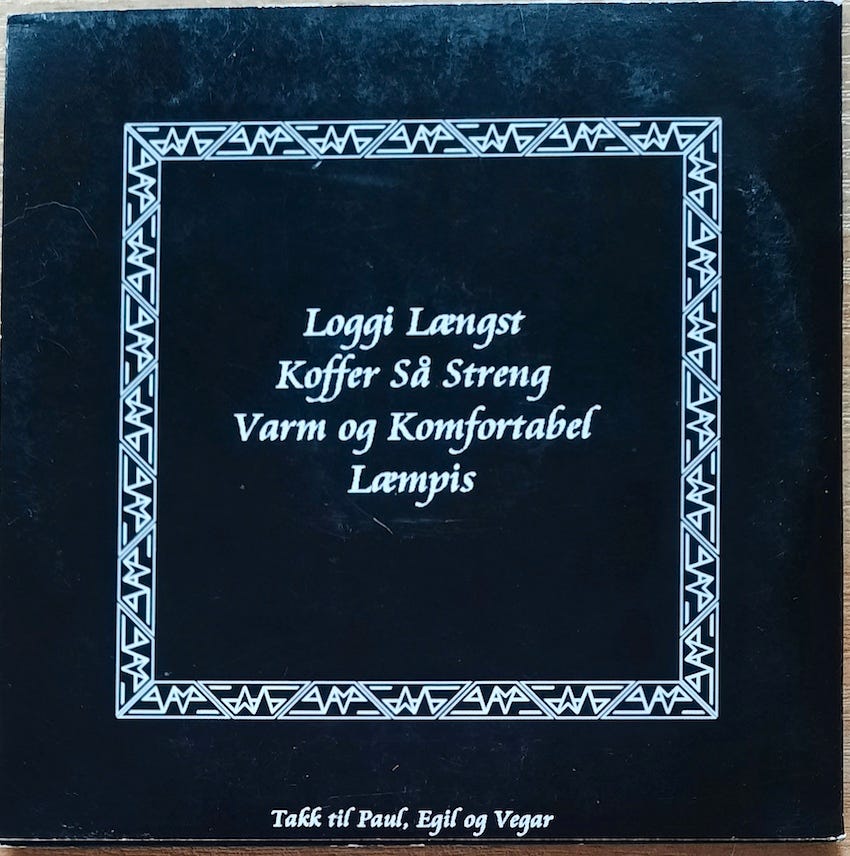 Loggi Længst
Koffer Så Streng
Varm og Komfortabel
Læmpis
Takk til Paul, Egil og Vegar